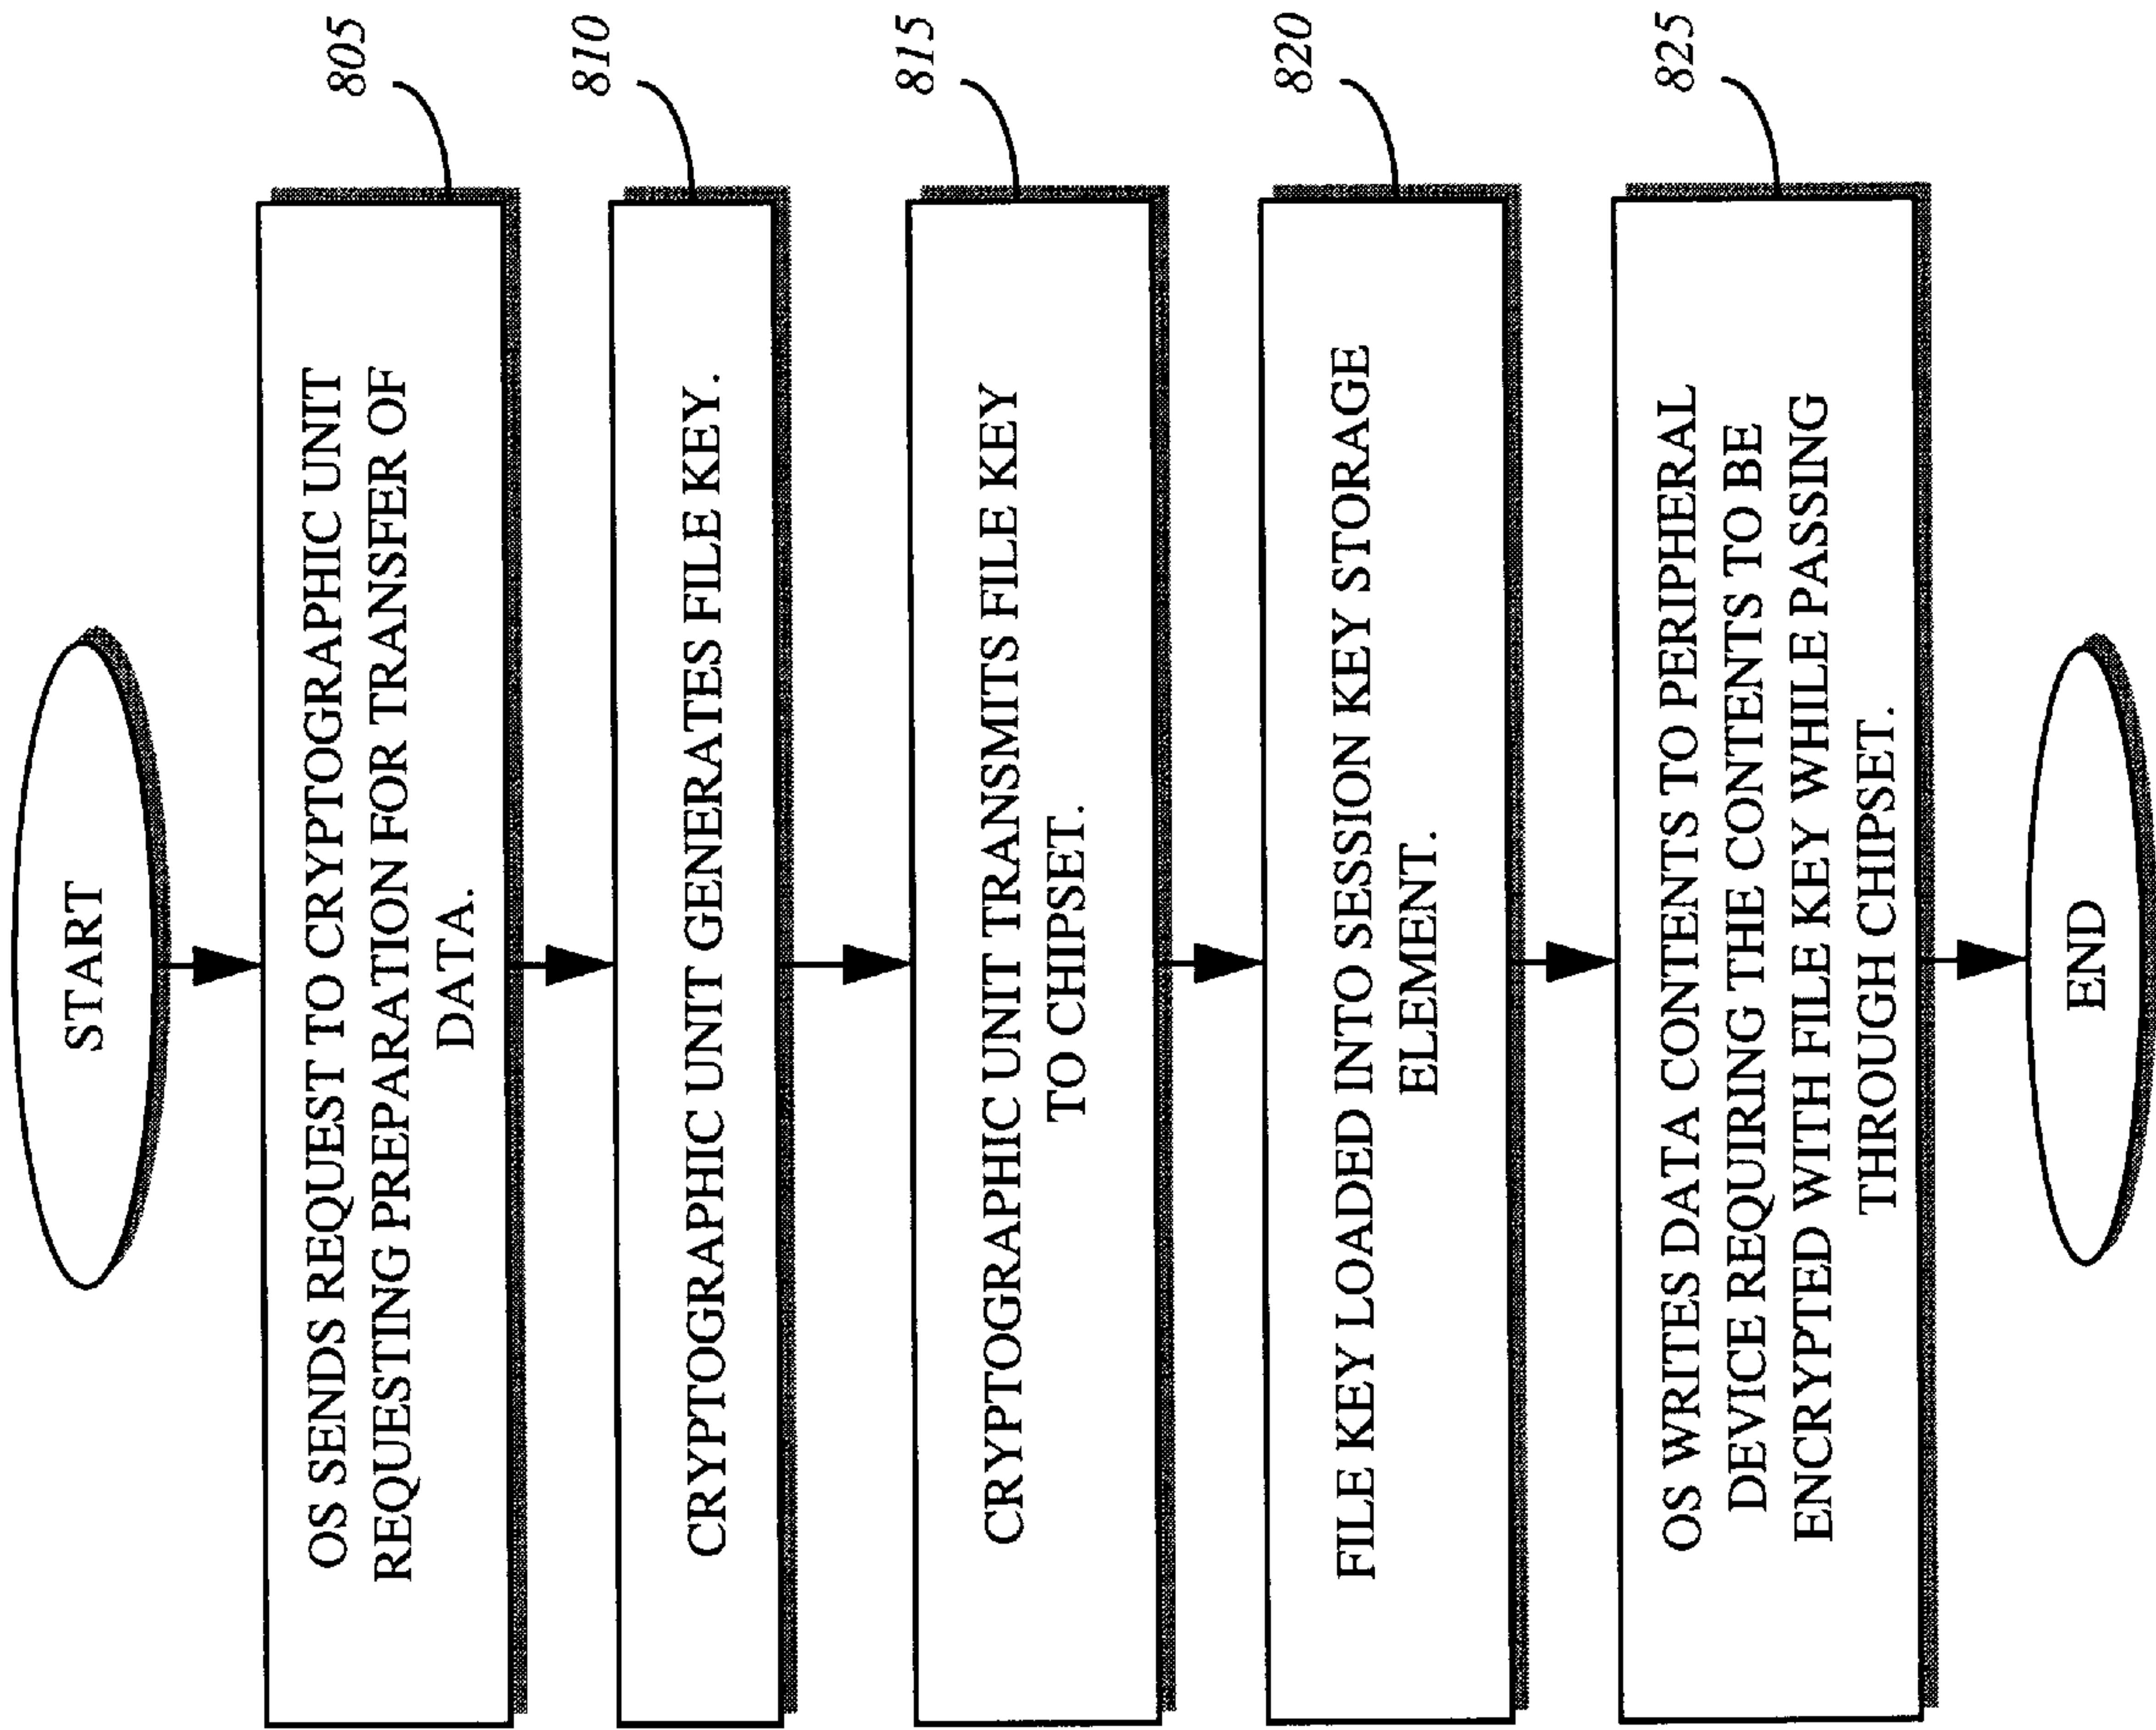 START
805
OS SENDS REQUEST TO CRYPTOGRAPHIC UNIT
REQUESTING PREPARATION FOR TRANSFER OF
DATA.
810
CRYPTOGRAPHIC UNIT GENERATES FILE KEY.
815
CRYPTOGRAPHIC UNIT TRANSMITS FILE KEY
TO CHIPSET.
820
FILE KEY LOADED INTO SESSION KEY STORAGE
ELEMENT.
825
OS WRITES DATA CONTENTS TO PERIPHERAL
DEVICE REQUIRING THE CONTENTS TO BE
ENCRYPTED WITH FILE KEY WHILE PASSING
THROUGH CHIPSET.
END